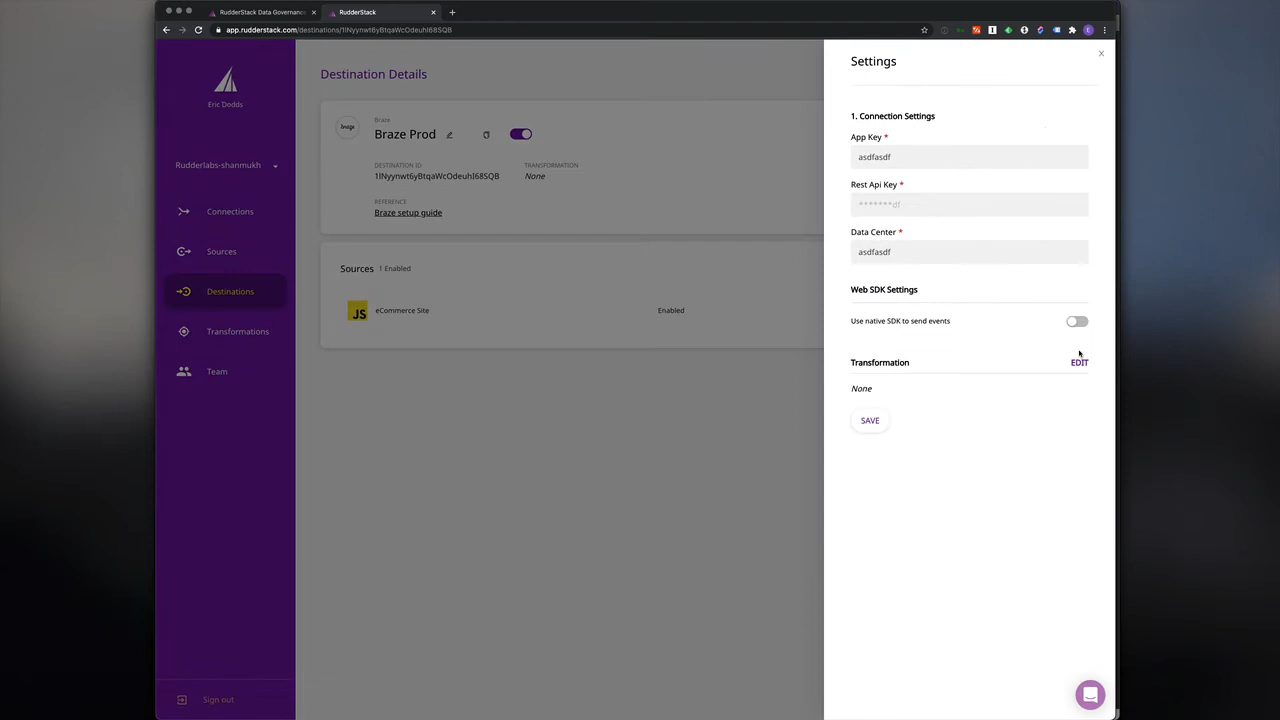 RudderStack Data Governance
RudderStack
app.rudderstack.com/destinations/1lNyynwt6yBtqaWcOdeuhI68SQB
Eric Dodds
Rudderlabs-shanmukh
Connections
Sources
Destinations
Transformations
Team
Sign out
Destination Details
braze
Braze
Braze Prod
DESTINATION ID
TRANSFORMATION
1lNyynwt6yBtqaWcOdeuhI68SQB
None
REFERENCE
Braze setup guide
Sources 1 Enabled
JS
eCommerce Site
Enabled
Settings
1. Connection Settings
App Key *
asdfasdf
Rest Api Key *
*******df
Data Center *
asdfasdf
Web SDK Settings
Use native SDK to send events
Transformation
EDIT
None
SAVE